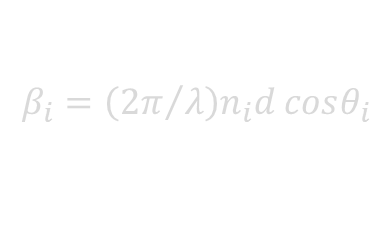 βᵢ = (2π/λ)nᵢd cosθᵢ